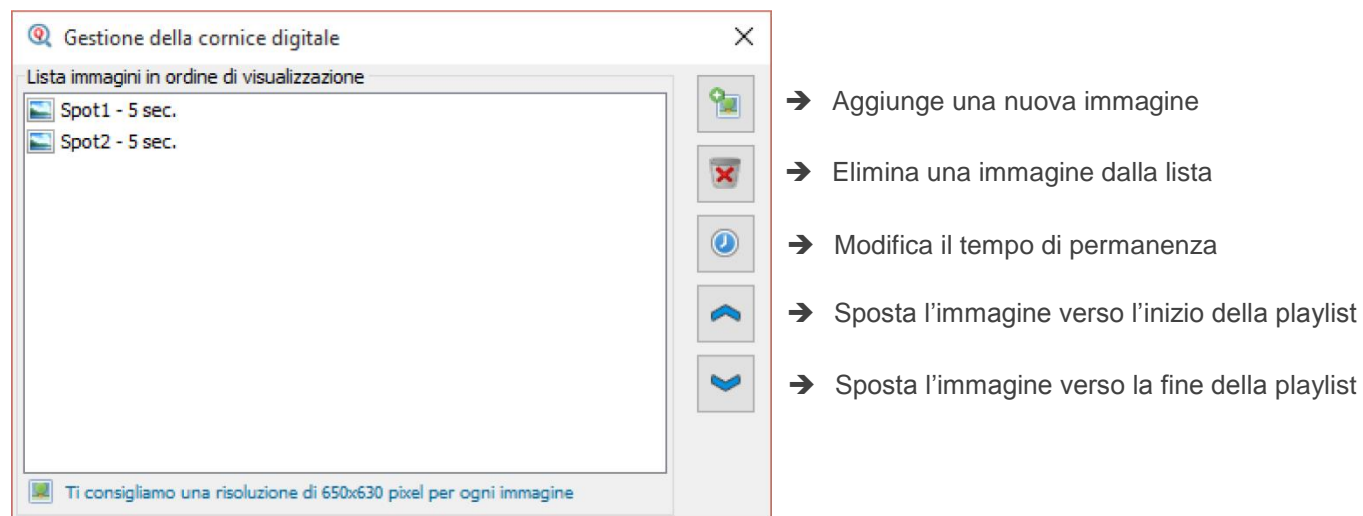 Gestione della cornice digitale
Lista immagini in ordine di visualizzazione
Spot1 - 5 sec.
Spot2 - 5 sec.
➔ Aggiunge una nuova immagine
➔ Elimina una immagine dalla lista
➔ Modifica il tempo di permanenza
➔ Sposta l’immagine verso l’inizio della playlist
➔ Sposta l’immagine verso la fine della playlist
Ti consigliamo una risoluzione di 650x630 pixel per ogni immagine